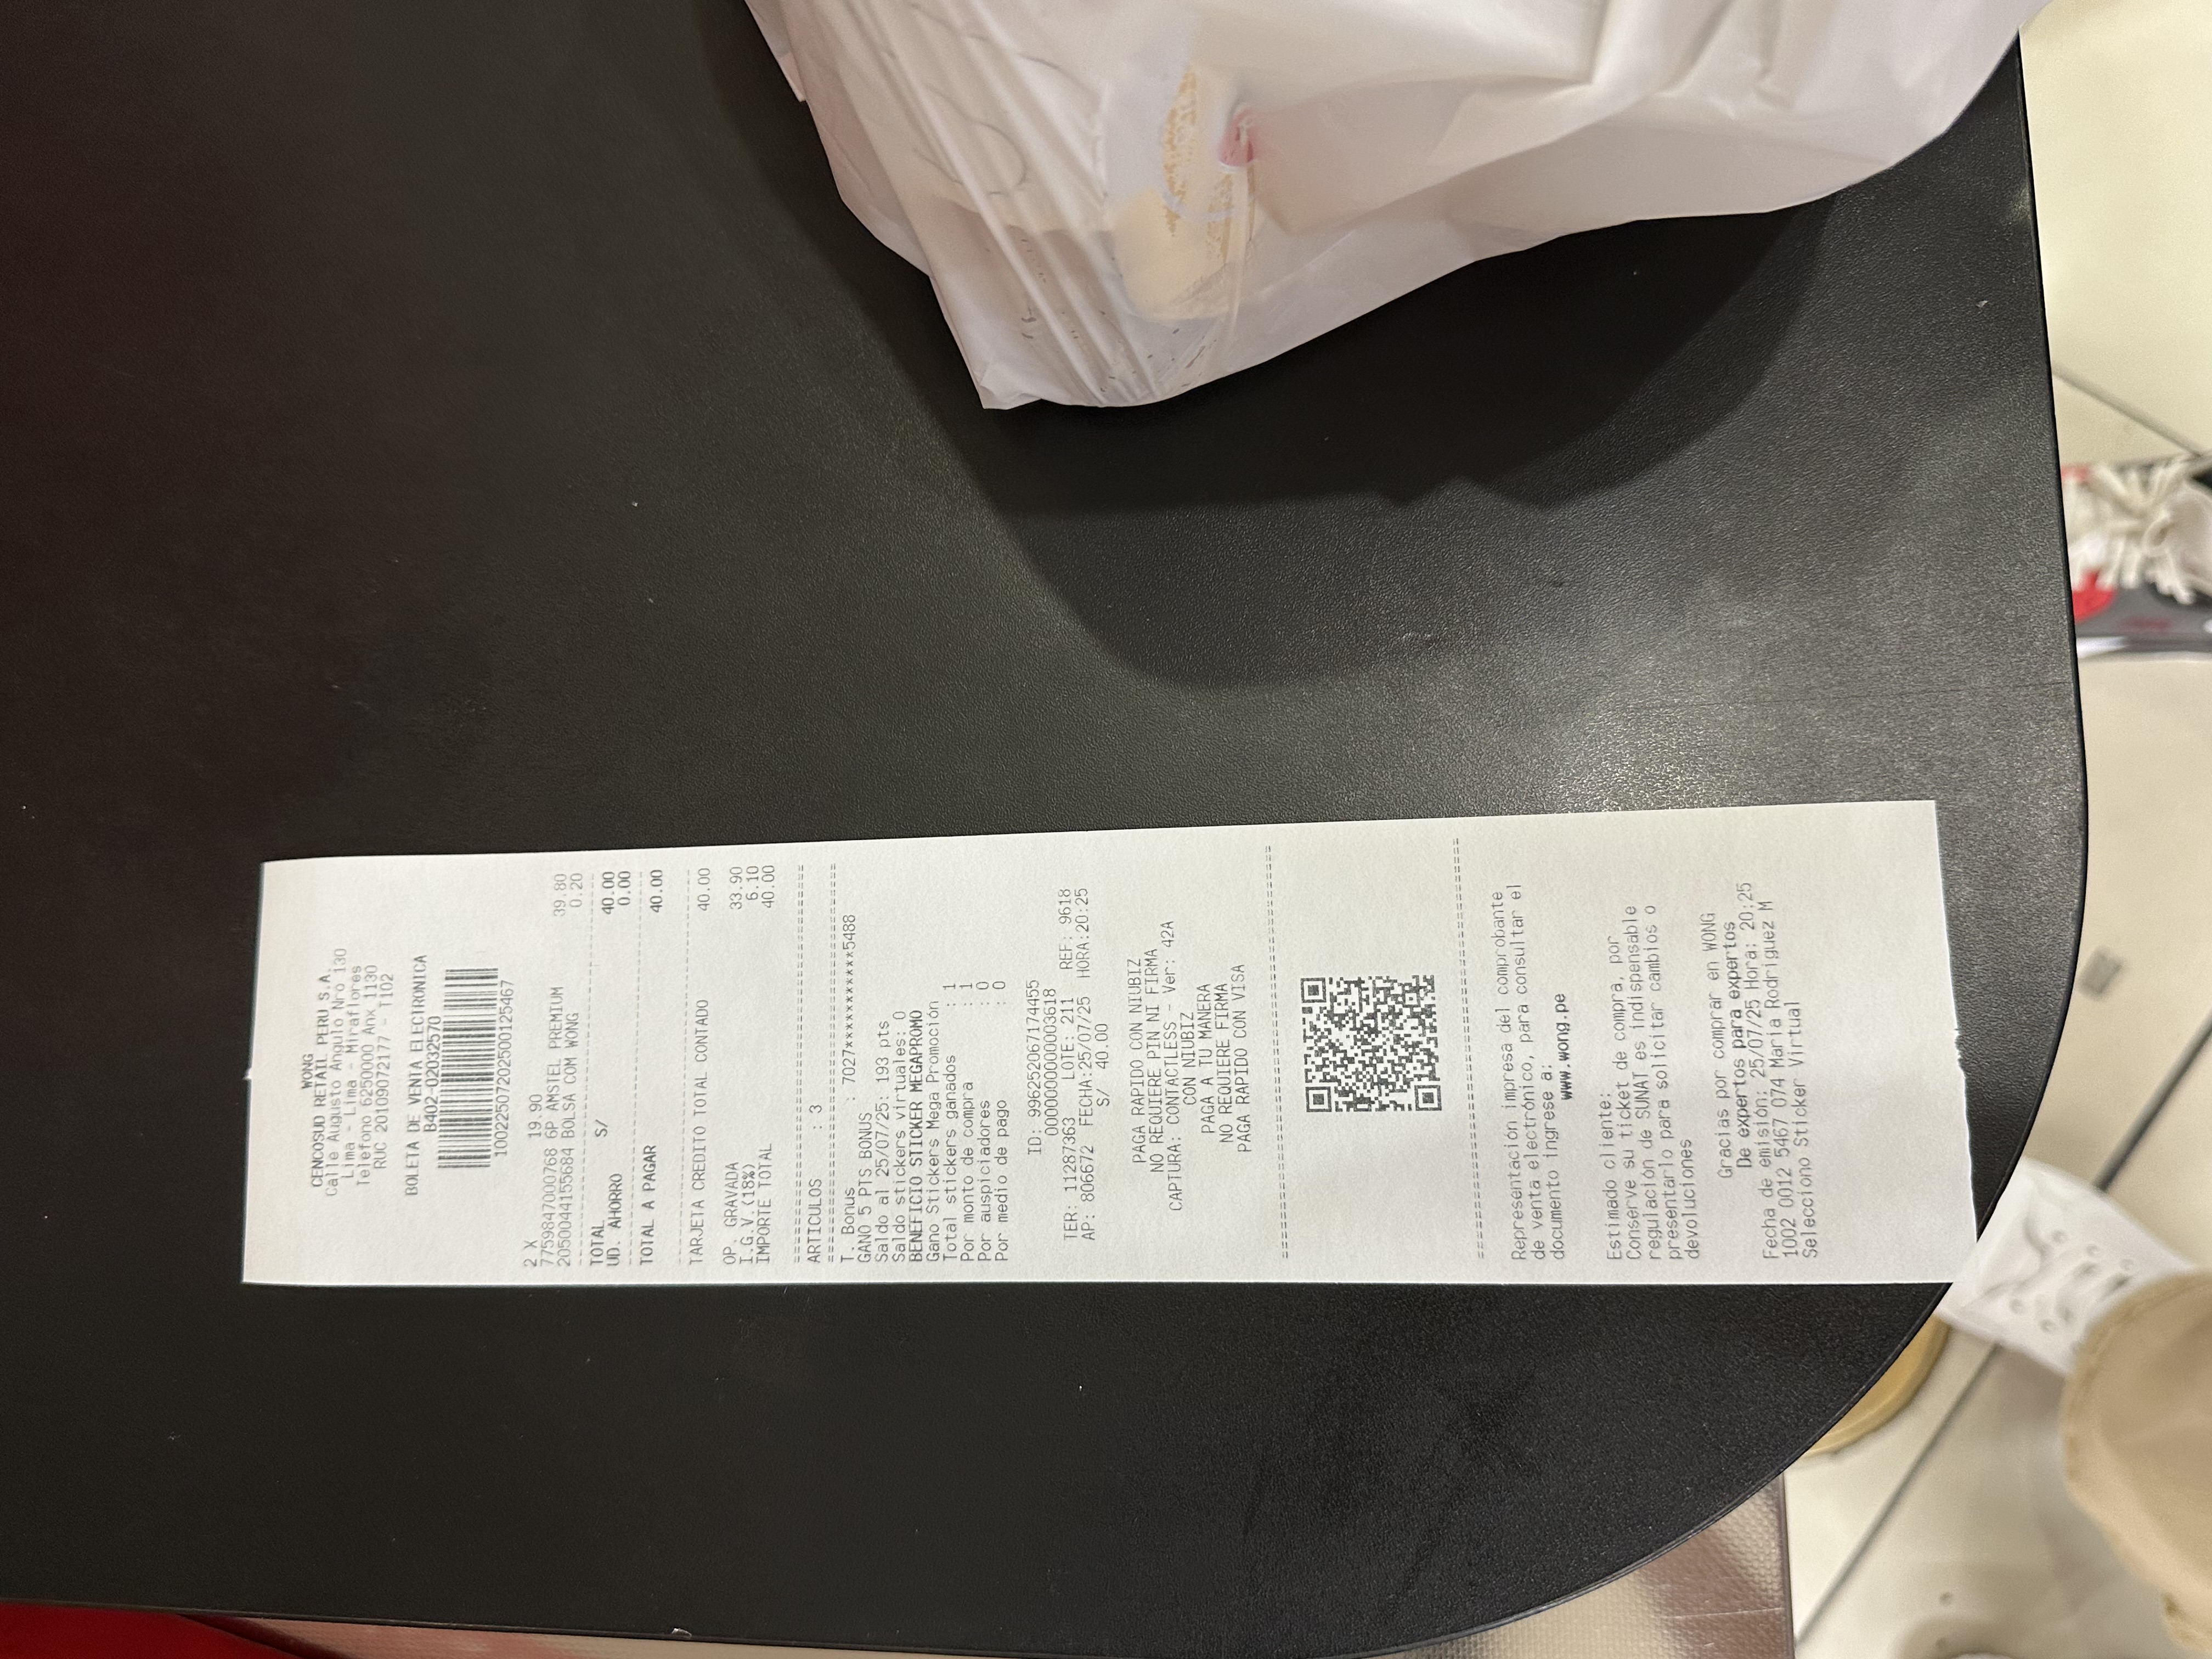 WONG
CENCOSUD RETAIL PERU S.A.
Calle Augusto Angulo Nro 130
Lima - Lima - Miraflores
Telefono 6250000 Anx 1130
RUC 20109072177 - T102
BOLETA DE VENTA ELECTRONICA
B402-02032570
10022507202500125467
2 X 19.90
7759847000768 6P AMSTEL PREMIUM 39.80
2050044155684 BOLSA COM WONG 0.20
TOTAL S/ 40.00
UD. AHORRO 0.00
TOTAL A PAGAR 40.00
TARJETA CREDITO TOTAL CONTADO 40.00
OP. GRAVADA 33.90
I.G.V.(18%) 6.10
IMPORTE TOTAL 40.00
ARTICULOS : 3
T. Bonus : 7027***********5488
GANO 5 PTS BONUS
Saldo al 25/07/25: 193 pts
Saldo stickers virtuales: 0
BENEFICIO STICKER MEGAPROMO
Gano Stickers Mega Promoción
Total stickers ganados : 1
Por monto de compra : 1
Por auspiciadores : 0
Por medio de pago : 0
ID: 996252067174455
0000000000003618
TER: 11287363 LOTE: 211 REF: 9618
AP: 806672 FECHA:25/07/25 HORA:20:25
S/ 40.00
PAGA RAPIDO CON NIUBIZ
NO REQUIERE PIN NI FIRMA
CAPTURA: CONTACTLESS - Ver: 42A
CON NIUBIZ
PAGA A TU MANERA
NO REQUIERE FIRMA
PAGA RAPIDO CON VISA
Representación impresa del comprobante
de venta electrónico, para consultar el
documento ingrese a:
www.wong.pe
Estimado cliente:
Conserve su ticket de compra, por
regulación de SUNAT es indispensable
presentarlo para solicitar cambios o
devoluciones
Gracias por comprar en WONG
De expertos para expertos
Fecha de emisión: 25/07/25 Hora: 20:25
1002 0012 5467 074 Maria Rodriguez M
Selecciono Sticker Virtual